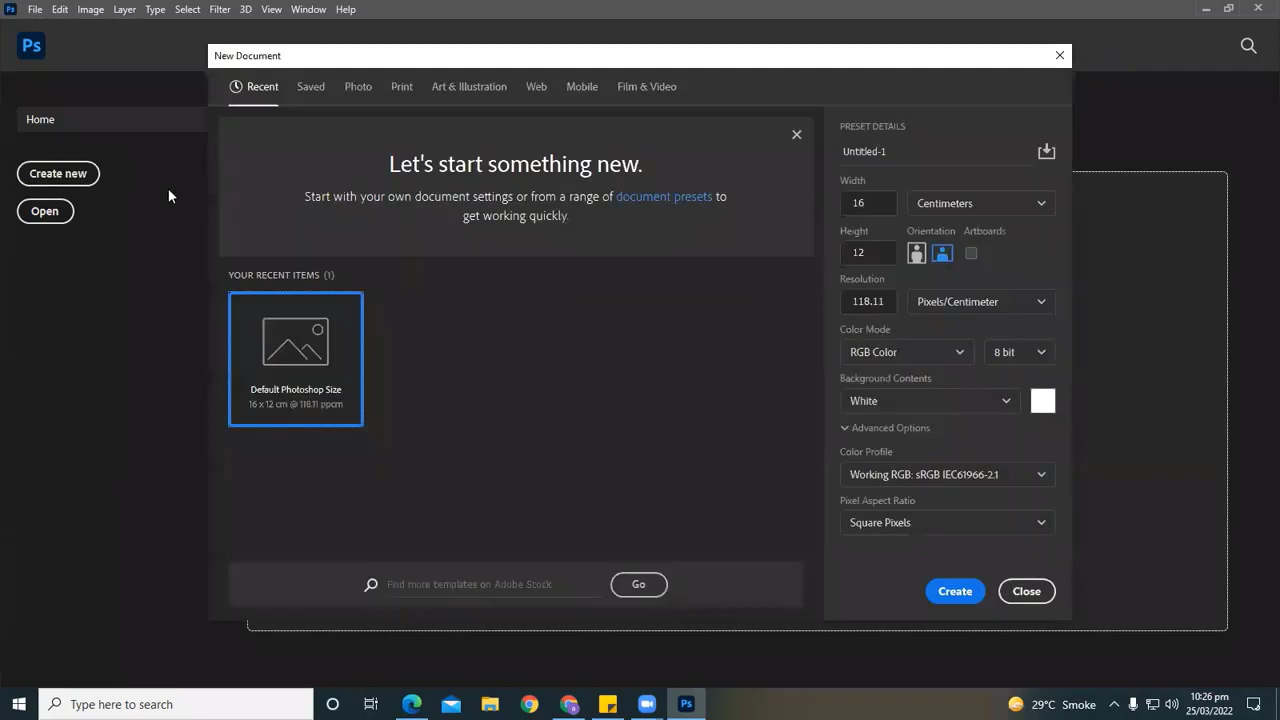 Ps File Edit Image Layer Type Select Filter 3D View Window Help
Ps
New Document
Recent Saved Photo Print Art & Illustration Web Mobile Film & Video
Home
Create new
Open
Let's start something new.
Start with your own document settings or from a range of document presets to
get working quickly.
YOUR RECENT ITEMS (1)
Default Photoshop Size
16 x 12 cm @ 118.11 ppcm
Find more templates on Adobe Stock
Go
PRESET DETAILS
Untitled-1
Width
16 Centimeters
Height Orientation Artboards
12
Resolution
118.11 Pixels/Centimeter
Color Mode
RGB Color 8 bit
Background Contents
White
Advanced Options
Color Profile
Working RGB: sRGB IEC61966-2.1
Pixel Aspect Ratio
Square Pixels
Create Close
Type here to search
Ps
29°C Smoke
10:26 pm
25/03/2022